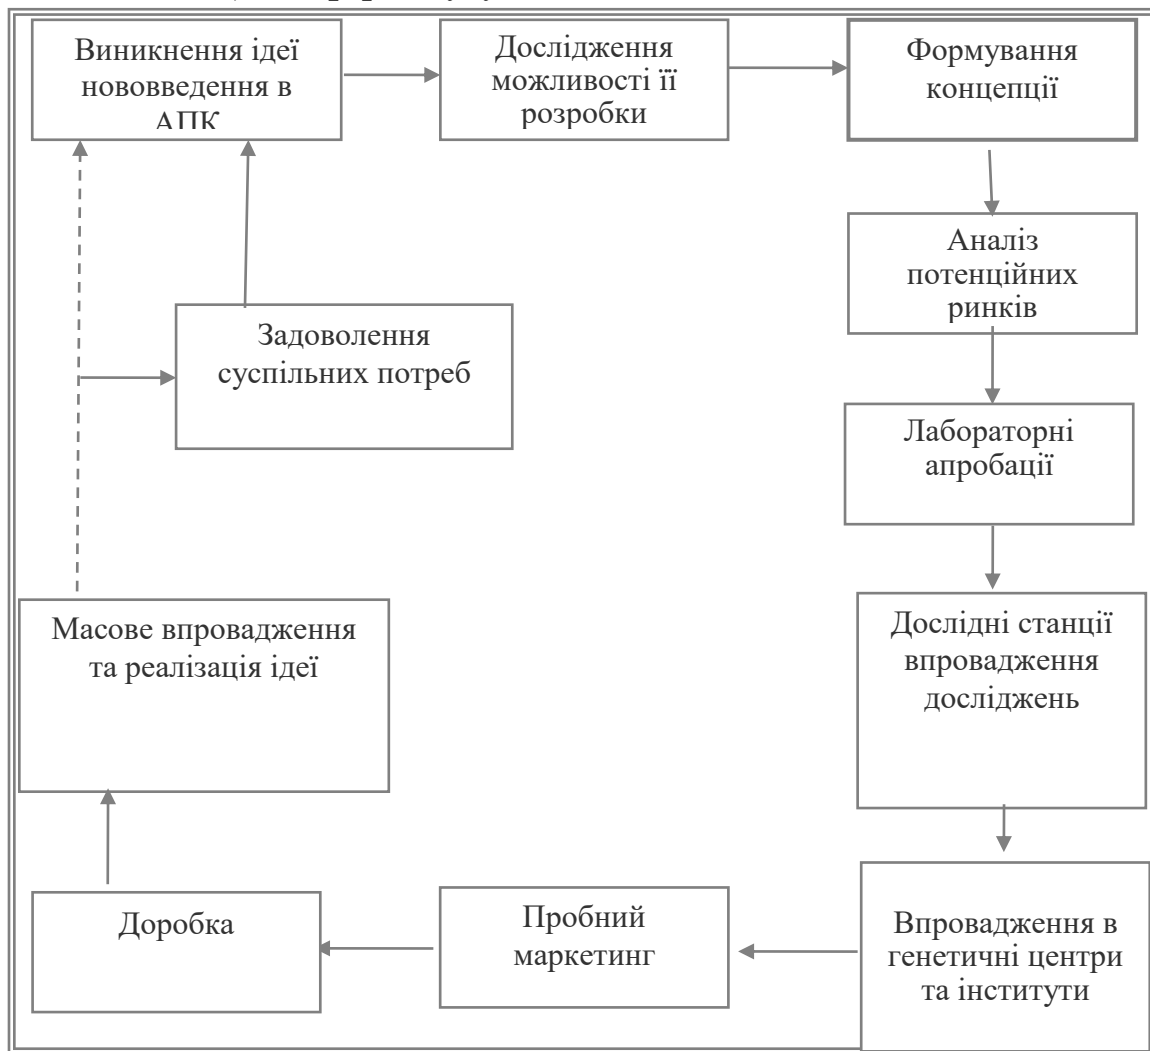 Виникнення ідеї
нововведення в
АПК
Дослідження
можливості її
розробки
Формування
концепції
Аналіз
потенційних
ринків
Задоволення
суспільних потреб
Лабораторні
апробації
Масове впровадження
та реалізація ідеї
Дослідні станції
впровадження
досліджень
Доробка
Пробний
маркетинг
Впровадження в
генетичні центри
та інститути